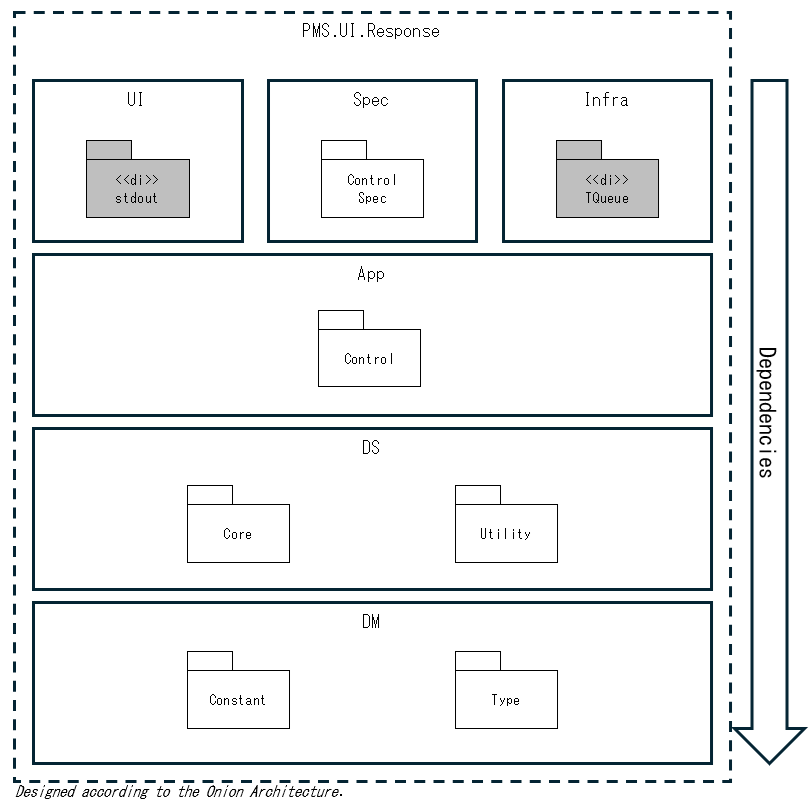 PMS.UI.Response
UI
Spec
Infra
<<di>>
stdout
Control
Spec
<<di>>
TQueue
App
Control
DS
Core
Utility
DM
Constant
Type
Dependencies
Designed according to the Onion Architecture.